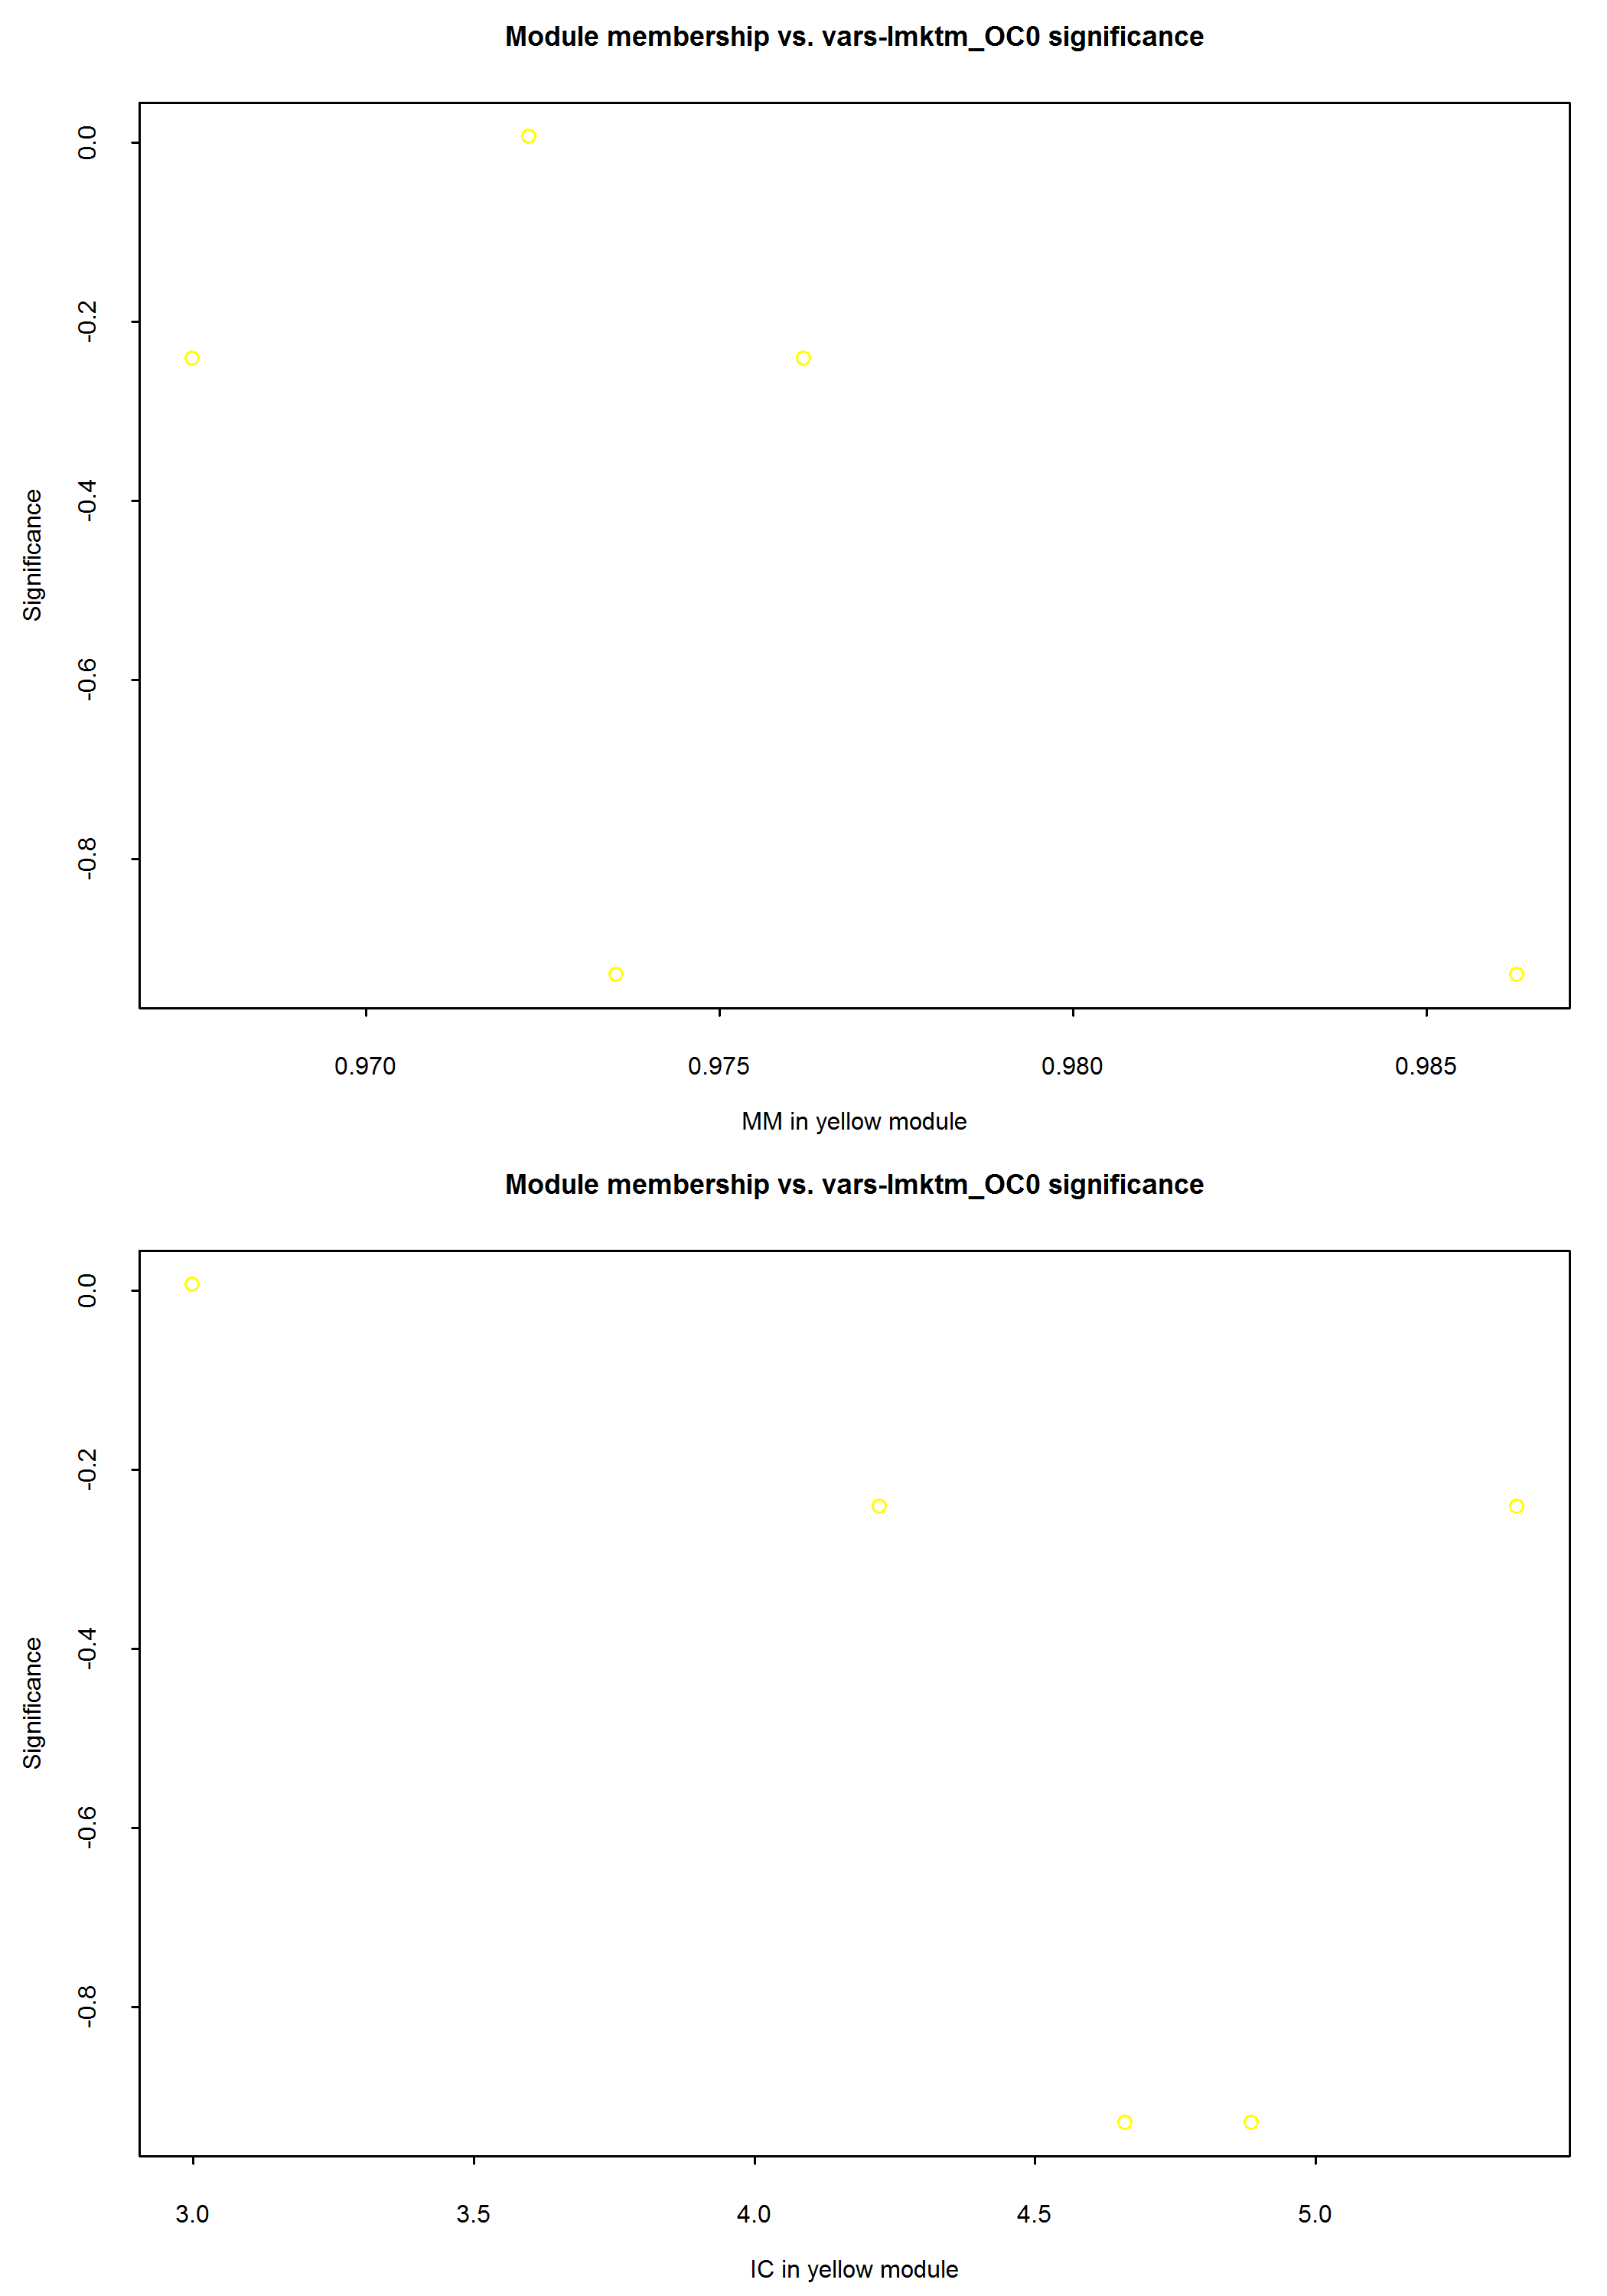 Module membership vs. vars-lmktm_OC0 significance
0.0
-0.2
-0.4
-0.6
-0.8
Significance
0.970 0.975 0.980 0.985
MM in yellow module
Module membership vs. vars-lmktm_OC0 significance
0.0
-0.2
-0.4
-0.6
-0.8
Significance
3.0 3.5 4.0 4.5 5.0
IC in yellow module